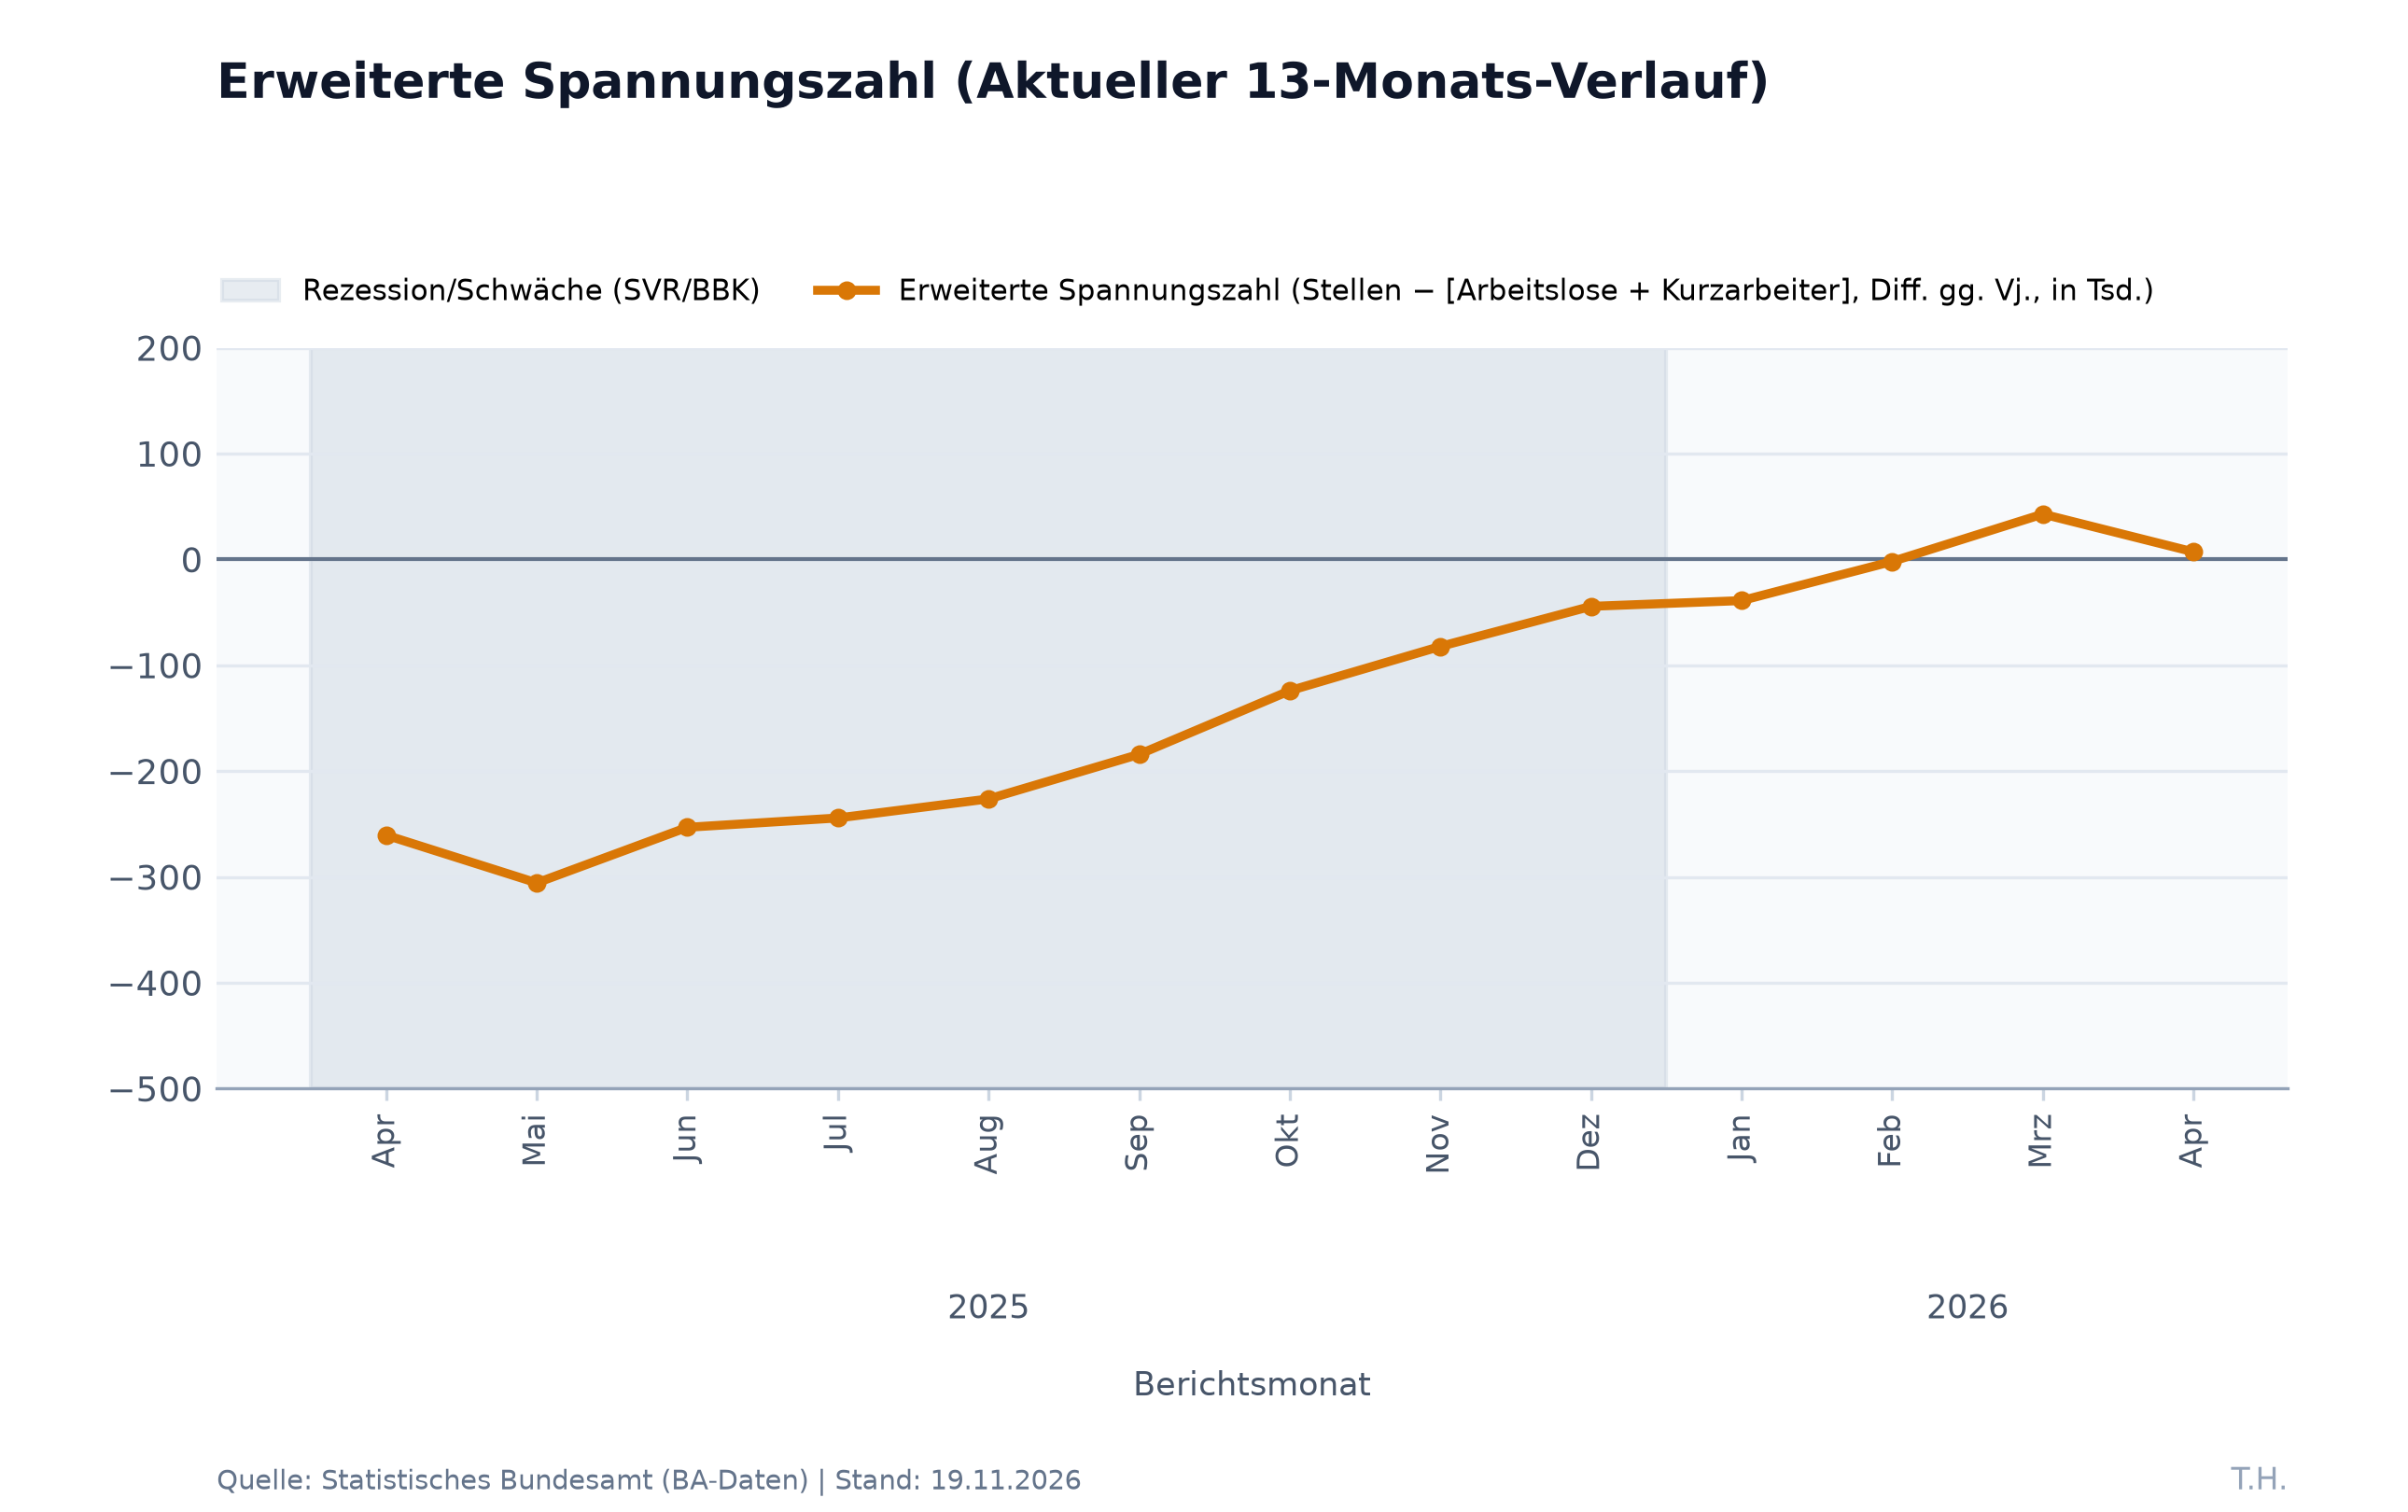 Erweiterte Spannungszahl (Aktueller 13-Monats-Verlauf)
Rezession/Schwäche (SVR/BBK)
Erweiterte Spannungszahl (Stellen − [Arbeitslose + Kurzarbeiter], Diff. gg. Vj., in Tsd.)
200
100
0
−100
−200
−300
−400
−500
Apr
Mai
Jun
Jul
Aug
Sep
Okt
Nov
Dez
Jan
Feb
Mrz
Apr
2025
2026
Berichtsmonat
Quelle: Statistisches Bundesamt (BA-Daten) | Stand: 19.11.2026
T.H.